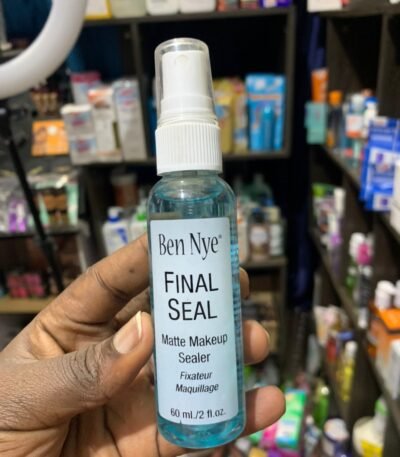 Ben Nye®
FINAL
SEAL
Matte Makeup
Sealer
Fixateur
Maquillage
60 ml./2 fl.oz.